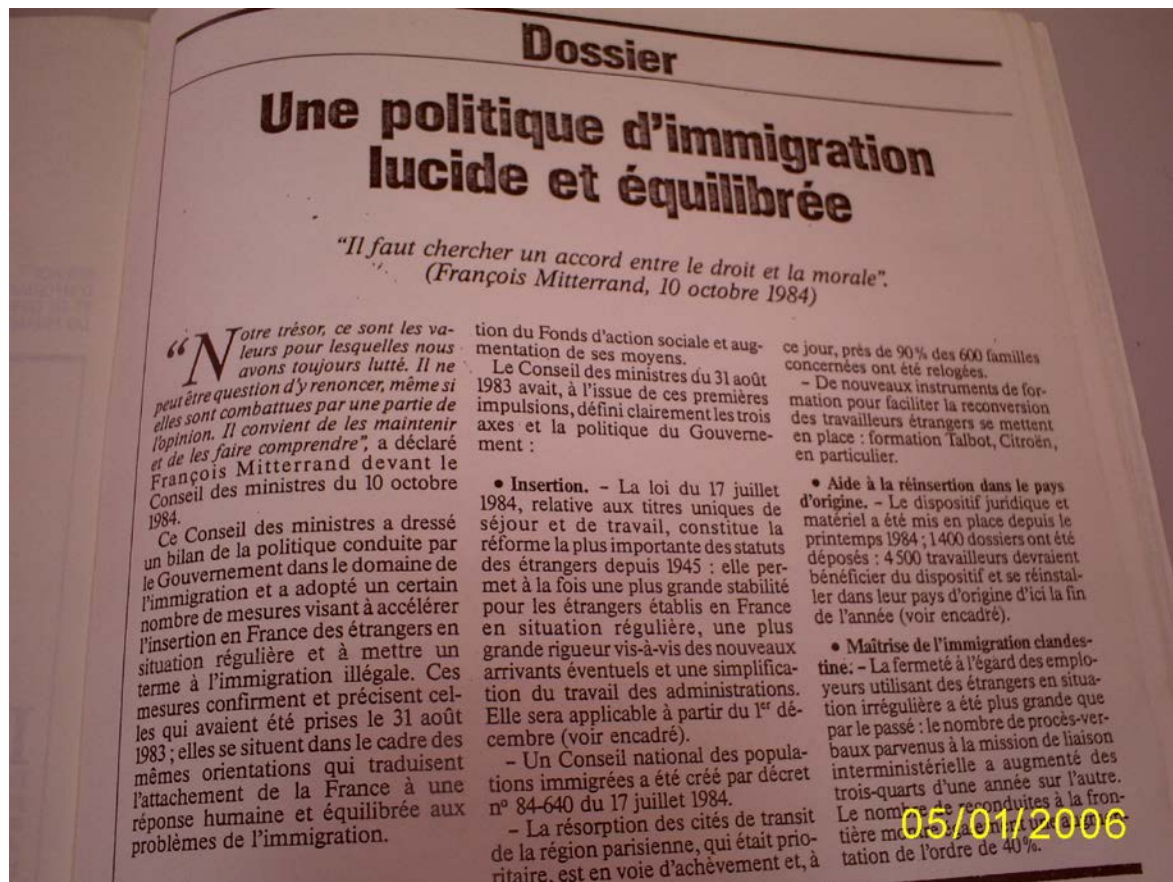 Dossier
Une politique d'immigration
lucide et équilibrée
"Il faut chercher un accord entre le droit et la morale".
(François Mitterrand, 10 octobre 1984)
“Notre trésor, ce sont les va-
leurs pour lesquelles nous
avons toujours lutté. Il ne
peut être question d'y renoncer, même si
elles sont combattues par une partie de
l'opinion. Il convient de les maintenir
et de les faire comprendre", a déclaré
François Mitterrand devant le
Conseil des ministres du 10 octobre
1984.
Ce Conseil des ministres a dressé
un bilan de la politique conduite par
le Gouvernement dans le domaine de
l'immigration et a adopté un certain
nombre de mesures visant à accélérer
l'insertion en France des étrangers en
situation régulière et à mettre un
terme à l'immigration illégale. Ces
mesures confirment et précisent cel-
les qui avaient été prises le 31 août
1983 ; elles se situent dans le cadre des
mêmes orientations qui traduisent
l'attachement de la France à une
réponse humaine et équilibrée aux
problèmes de l'immigration.
tion du Fonds d'action sociale et aug-
mentation de ses moyens.
Le Conseil des ministres du 31 août
1983 avait, à l'issue de ces premières
impulsions, défini clairement les trois
axes et la politique du Gouverne-
ment :
• Insertion. – La loi du 17 juillet
1984, relative aux titres uniques de
séjour et de travail, constitue la
réforme la plus importante des statuts
des étrangers depuis 1945 : elle per-
met à la fois une plus grande stabilité
pour les étrangers établis en France
en situation régulière, une plus
grande rigueur vis-à-vis des nouveaux
arrivants éventuels et une simplifica-
tion du travail des administrations.
Elle sera applicable à partir du 1er dé-
cembre (voir encadré).
– Un Conseil national des popula-
tions immigrées a été créé par décret
n° 84-640 du 17 juillet 1984.
– La résorption des cités de transit
de la région parisienne, qui était prio-
ritaire, est en voie d'achèvement et, à
ce jour, près de 90 % des 600 familles
concernées ont été relogées.
– De nouveaux instruments de for-
mation pour faciliter la reconversion
des travailleurs étrangers se mettent
en place : formation Talbot, Citroën,
en particulier.
• Aide à la réinsertion dans le pays
d'origine. – Le dispositif juridique et
matériel a été mis en place depuis le
printemps 1984 ; 1 400 dossiers ont été
déposés : 4 500 travailleurs devraient
bénéficier du dispositif et se réinstal-
ler dans leur pays d'origine d'ici la fin
de l'année (voir encadré).
• Maîtrise de l'immigration clandes-
tine. – La fermeté à l'égard des emplo-
yeurs utilisant des étrangers en situa-
tion irrégulière a été plus grande que
par le passé : le nombre de procès-ver-
baux parvenus à la mission de liaison
interministérielle a augmenté des
trois-quarts d'une année sur l'autre.
Le nombre de reconduites à la fron-
tière une
tation de l'ordre de 40 %.
05/01/2006